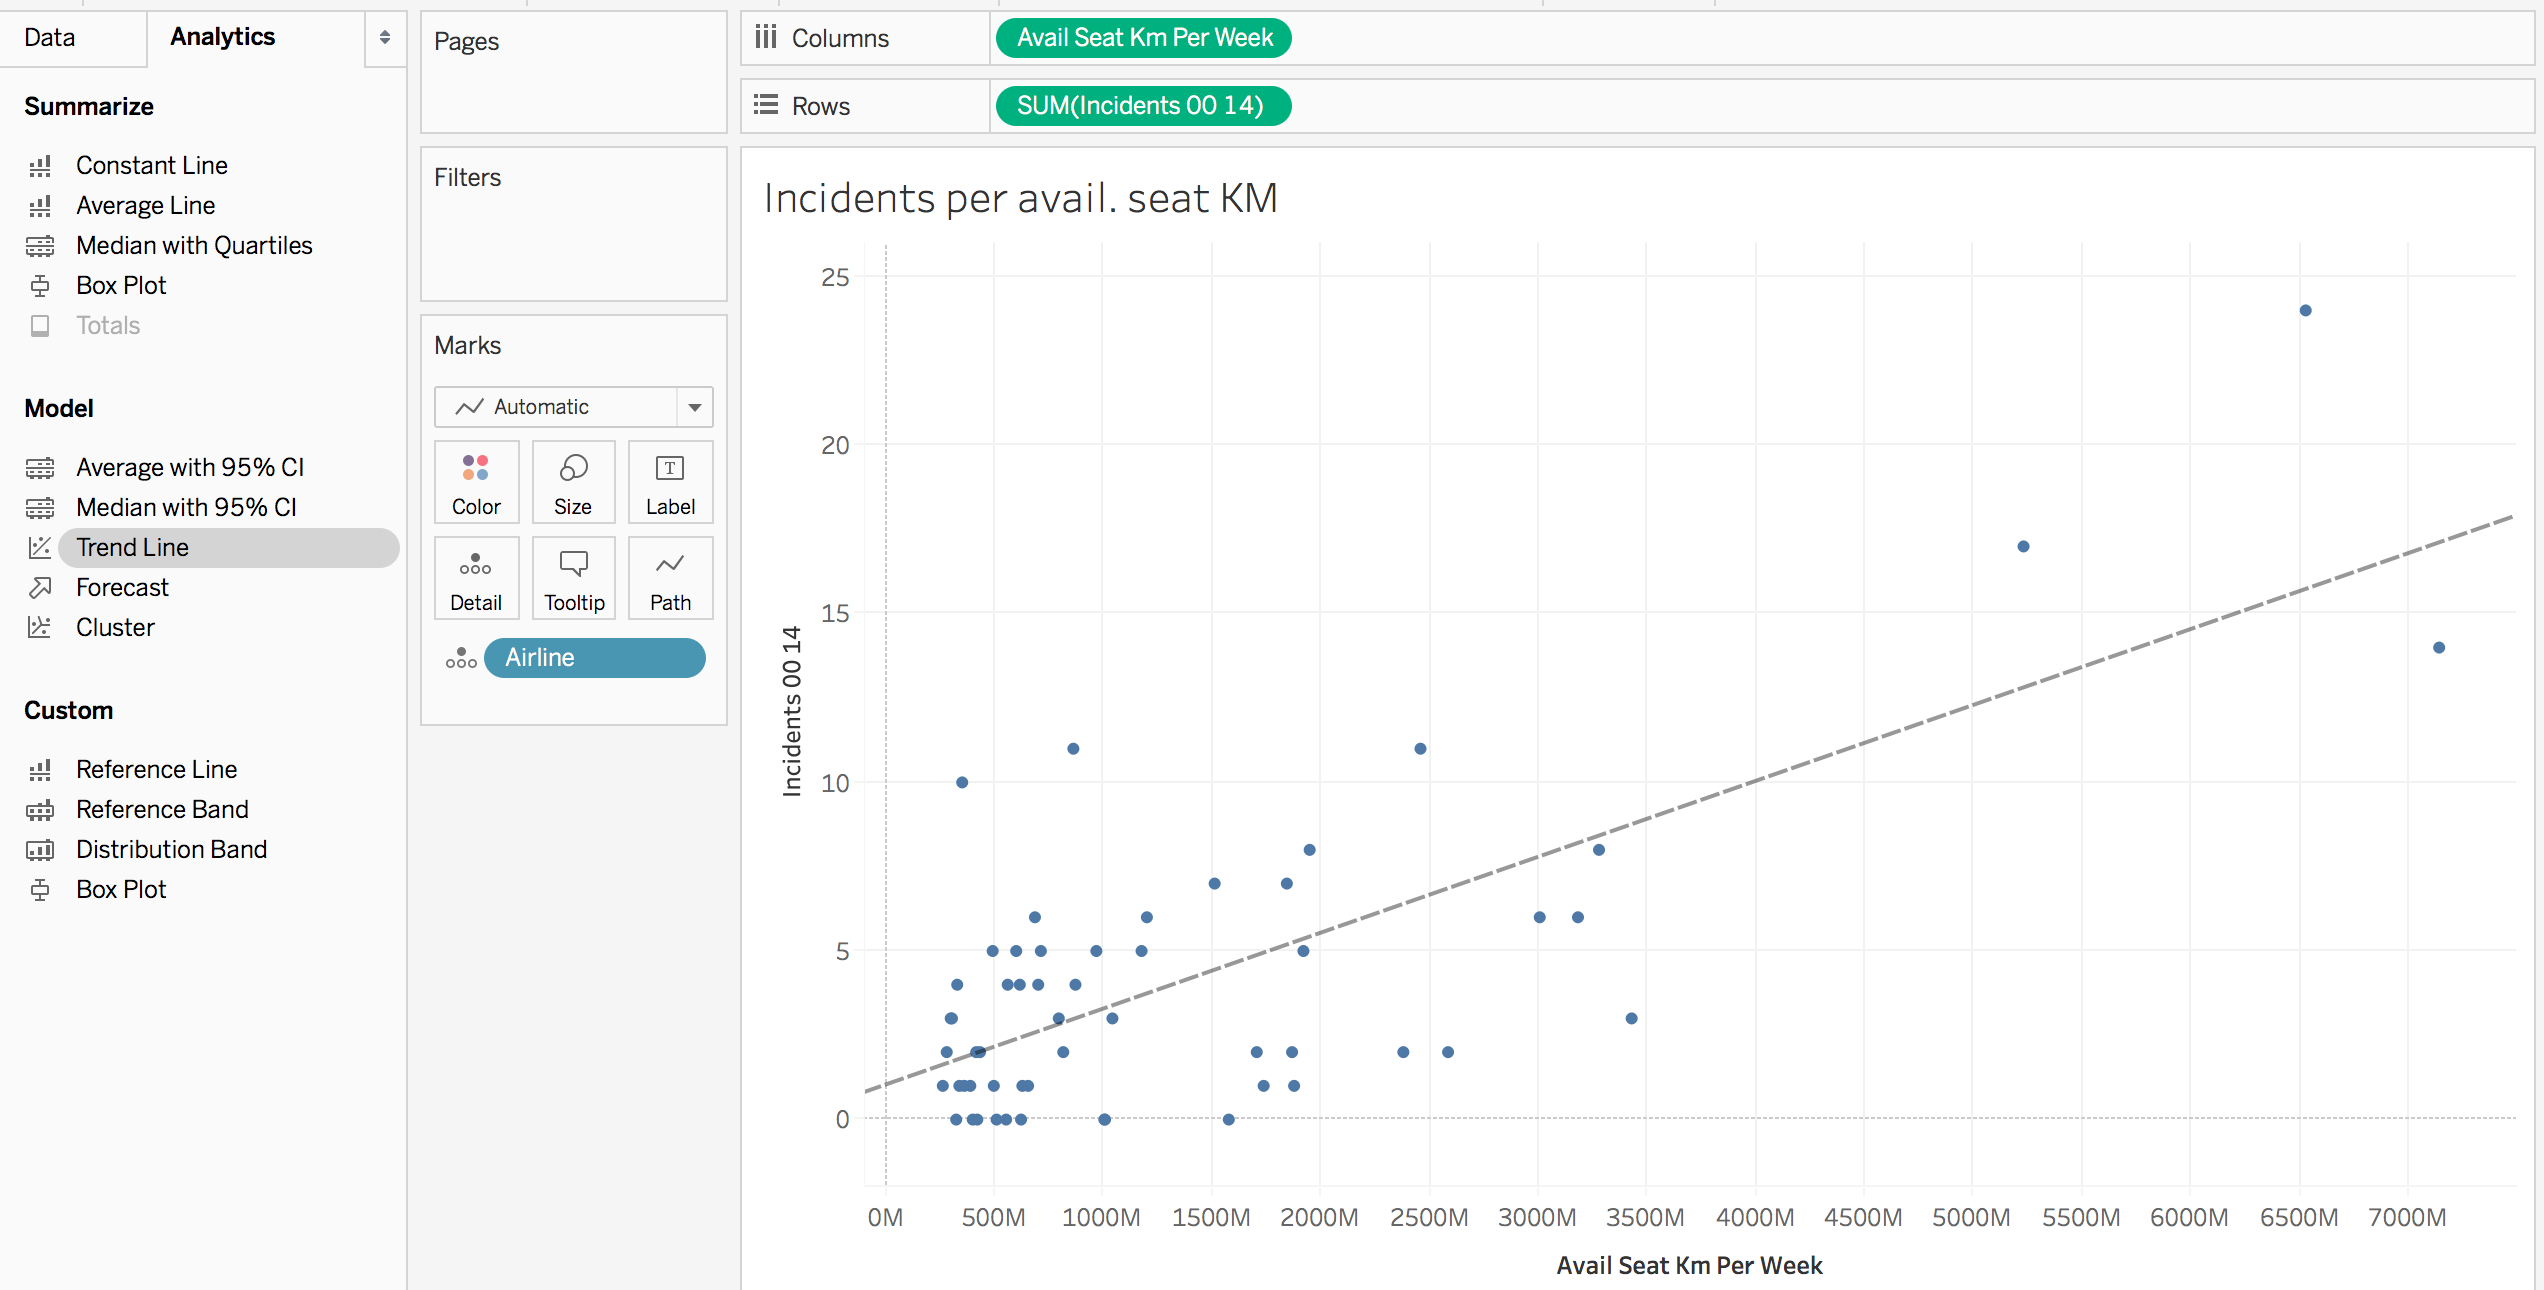 Data
Analytics
Summarize
Constant Line
Average Line
Median with Quartiles
Box Plot
Totals
Model
Average with 95% CI
Median with 95% CI
Trend Line
Forecast
Cluster
Custom
Reference Line
Reference Band
Distribution Band
Box Plot
Pages
Filters
Marks
Automatic
Color
Size
T
Label
Detail
Tooltip
Path
Airline
Columns
Avail Seat Km Per Week
Rows
SUM(Incidents 00 14)
Incidents per avail. seat KM
Incidents 00 14
25
20
15
10
5
0
0M
500M
1000M
1500M
2000M
2500M
3000M
3500M
4000M
4500M
5000M
5500M
6000M
6500M
7000M
Avail Seat Km Per Week